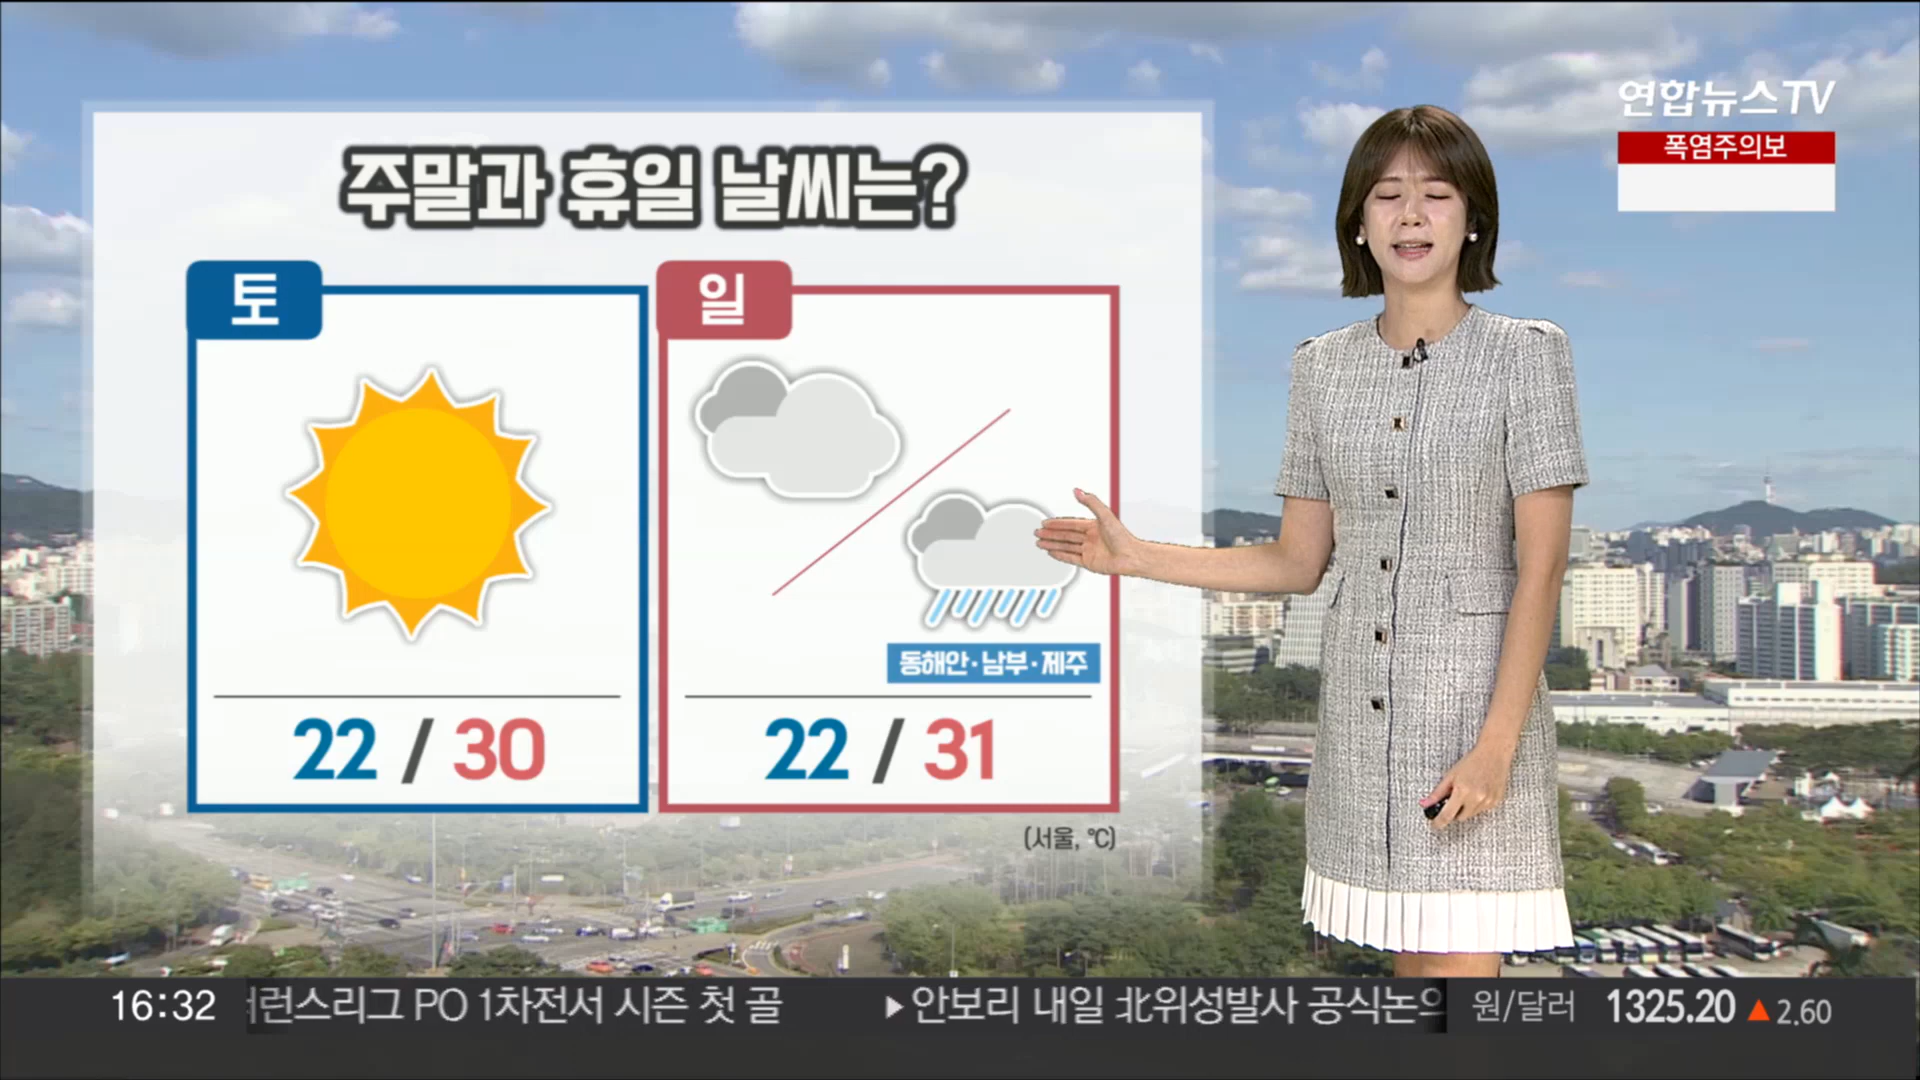 연합뉴스TV
폭염주의보
주말과 휴일 날씨는?
토
일
동해안·남부·제주
22 / 30
22 / 31
(서울, ℃)
16:32
런스리그 PO 1차전서 시즌 첫 골
▶안보리 내일 北위성발사 공식논의
원/달러
1325.20 ▲2.60